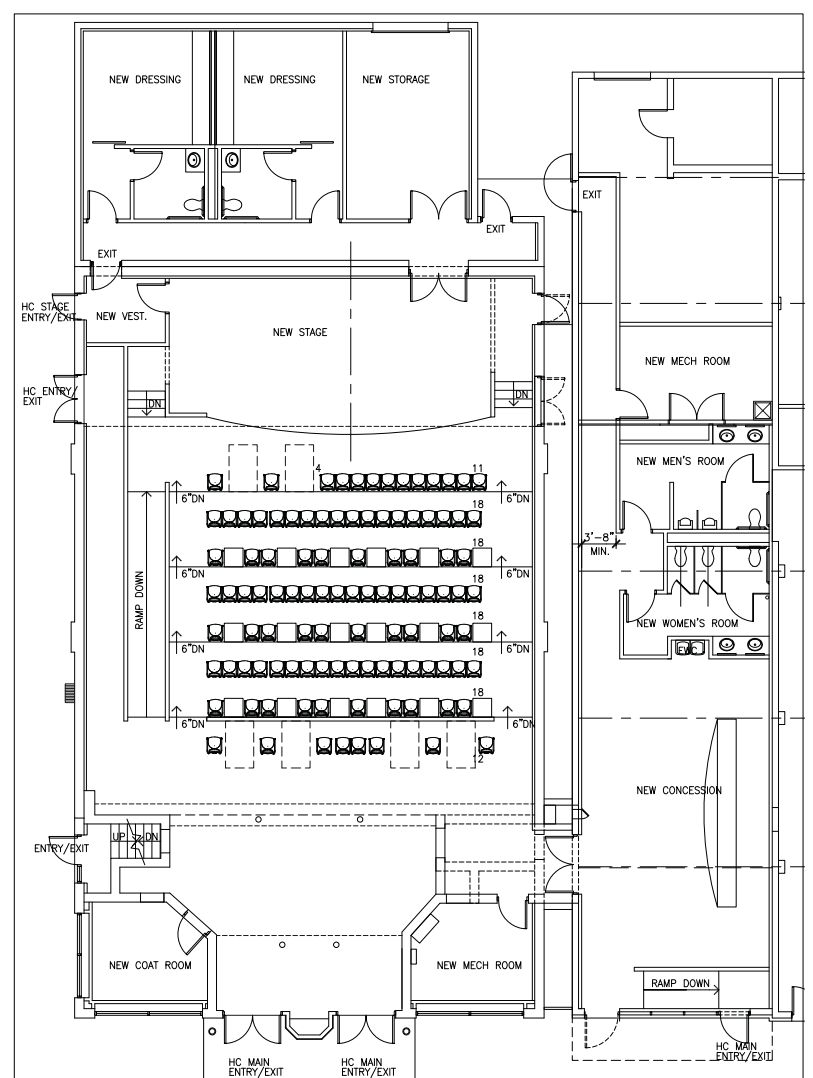 NEW DRESSING
NEW DRESSING
NEW STORAGE
EXIT
EXIT
EXIT
HC STAGE
ENTRY/EXIT
NEW VEST.
NEW STAGE
NEW MECH ROOM
HC ENTRY/
EXIT
DN
DN
NEW MEN'S ROOM
4
11
6"DN
6"DN
18
3'-8"
MIN.
18
6"DN
6"DN
RAMP DOWN
18
18
6"DN
6"DN
NEW WOMEN'S ROOM
EWC
18
18
6"DN
6"DN
12
NEW CONCESSION
UP
DN
ENTRY/EXIT
NEW COAT ROOM
NEW MECH ROOM
RAMP DOWN
HC MAIN
ENTRY/EXIT
HC MAIN
ENTRY/EXIT
HC MAIN
ENTRY/EXIT